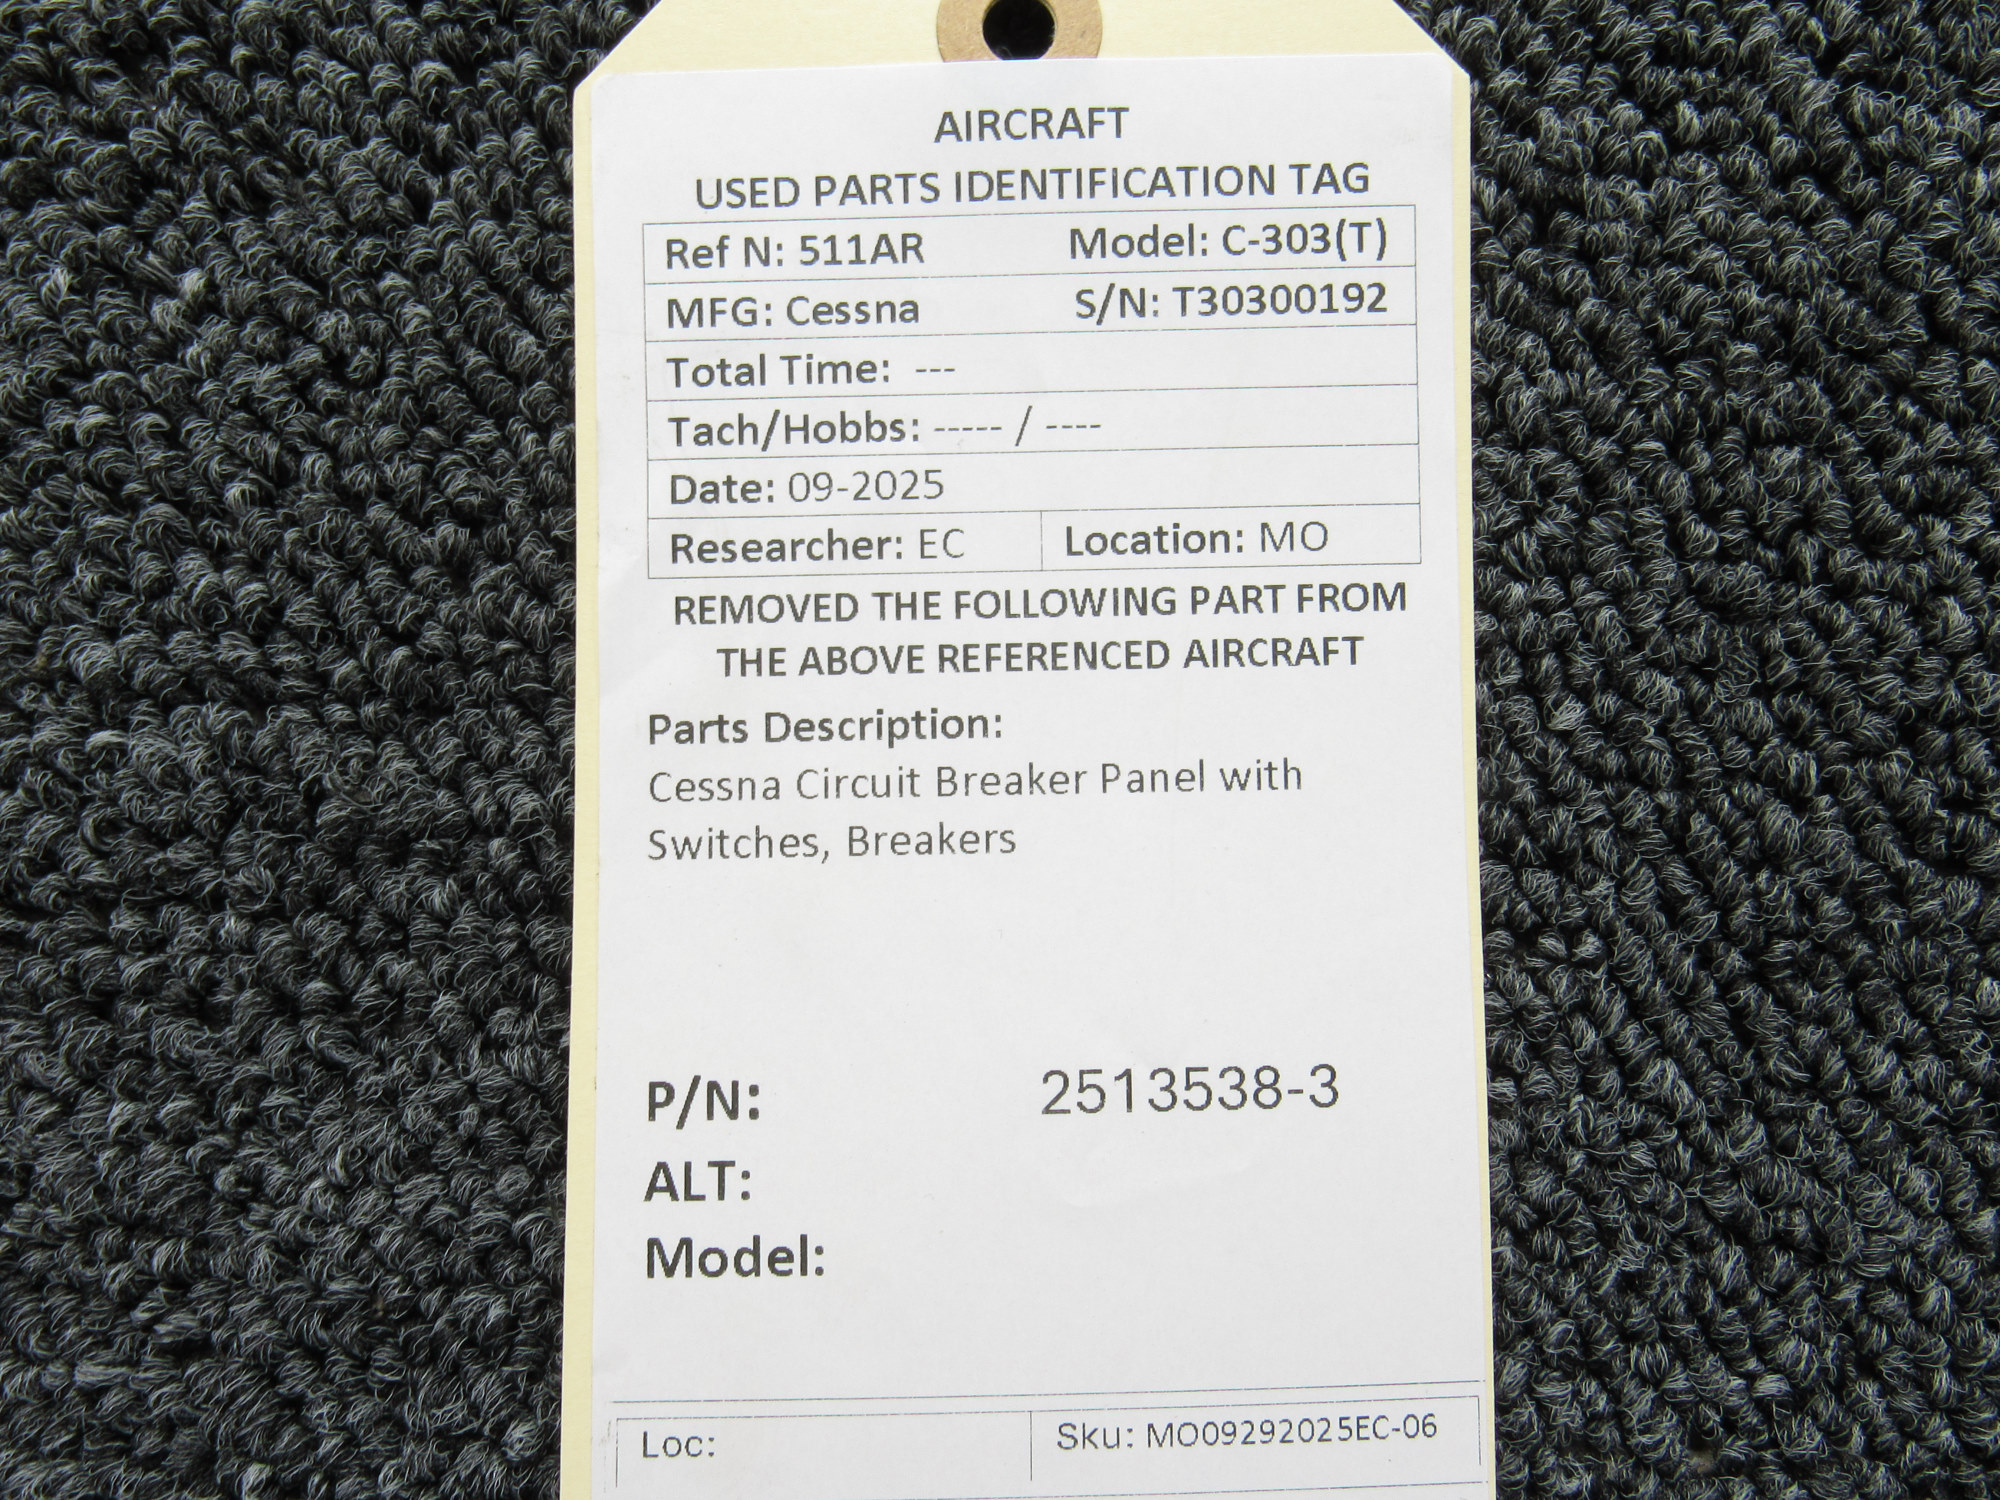 AIRCRAFT
USED PARTS IDENTIFICATION TAG
Ref N: 511AR Model: C-303(T)
MFG: Cessna S/N: T30300192
Total Time: ---
Tach/Hobbs: ----- / ----
Date: 09-2025
Researcher: EC Location: MO
REMOVED THE FOLLOWING PART FROM
THE ABOVE REFERENCED AIRCRAFT
Parts Description:
Cessna Circuit Breaker Panel with
Switches, Breakers
P/N: 2513538-3
ALT:
Model:
Loc: Sku: MO09292025EC-06